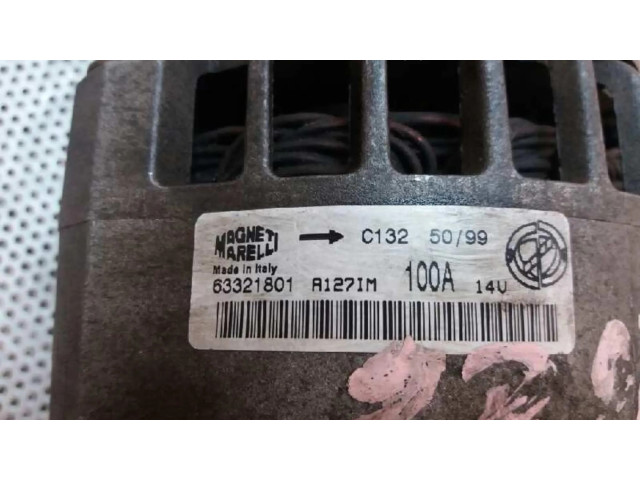 MAGNETI MARELLI → C132 50/99
Made in Italy
63321801 A127IM 100A 14V